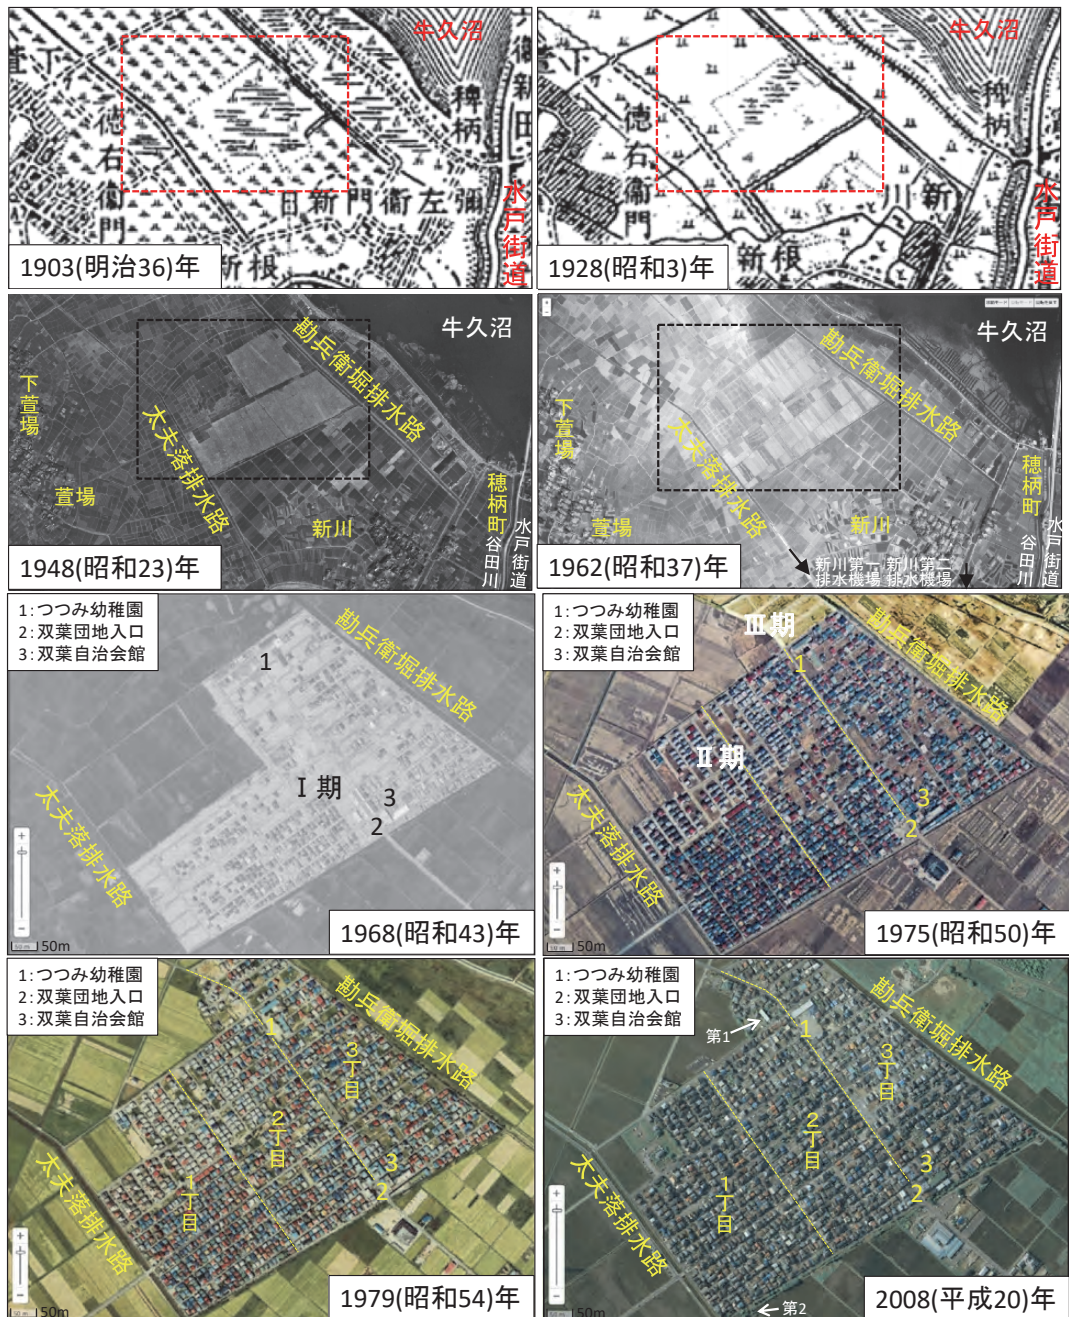 牛久沼
下萱
徳右衛門
稗柄
御新田
日新門衛左彌
新根
水戸街道
1903(明治36)年
牛久沼
下萱
徳右衛門
稗柄
新川
新根
水戸街道
1928(昭和3)年
牛久沼
勘兵衛堀排水路
下萱場
太夫落排水路
萱場
新川
穂柄町
谷田川
水戸街道
1948(昭和23)年
牛久沼
勘兵衛堀排水路
下萱場
太夫落排水路
萱場
新川
穂柄町
谷田川
水戸街道
新川第一 新川第二
排水機場 排水機場
1962(昭和37)年
1:つつみ幼稚園
2:双葉団地入口
3:双葉自治会館
1
勘兵衛堀排水路
Ⅰ期
3
2
太夫落排水路
50m
1968(昭和43)年
1:つつみ幼稚園
2:双葉団地入口
3:双葉自治会館
Ⅲ期
1
勘兵衛堀排水路
Ⅱ期
3
2
太夫落排水路
50m
1975(昭和50)年
1:つつみ幼稚園
2:双葉団地入口
3:双葉自治会館
1
勘兵衛堀排水路
3丁目
2丁目
1丁目
3
2
太夫落排水路
50m
1979(昭和54)年
1:つつみ幼稚園
2:双葉団地入口
3:双葉自治会館
第1
1
勘兵衛堀排水路
3丁目
2丁目
1丁目
3
2
太夫落排水路
第2
50m
2008(平成20)年